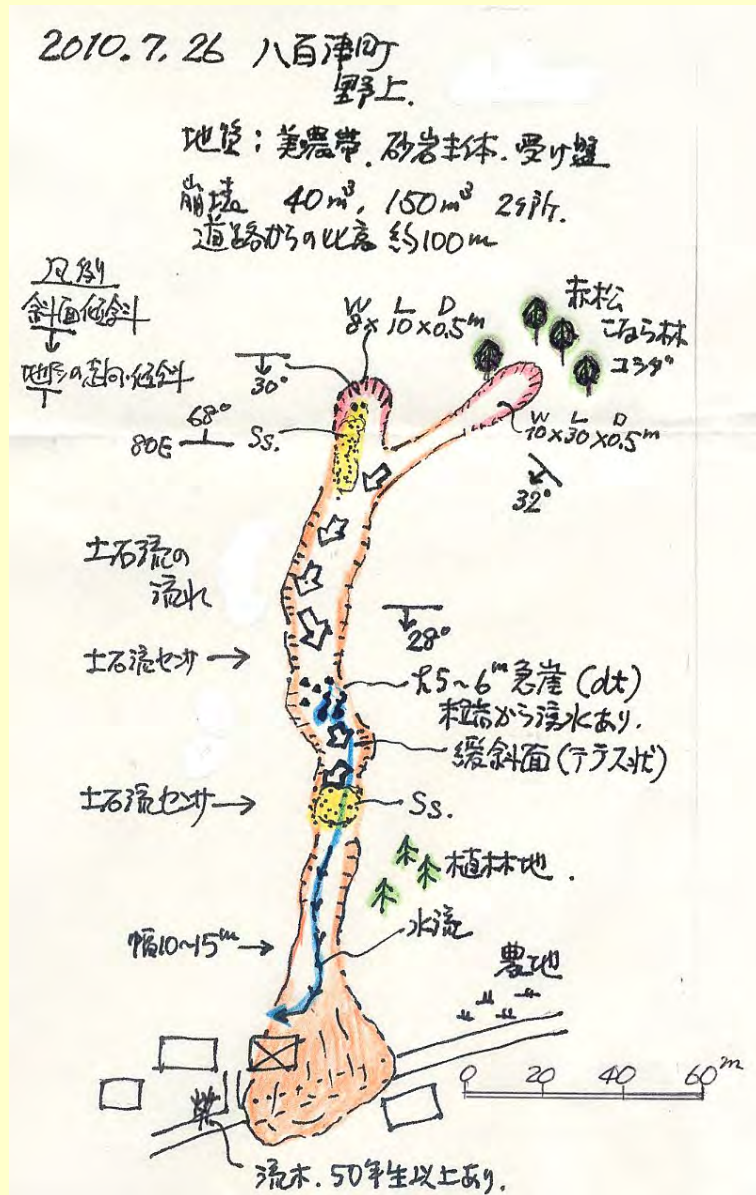 2010.7.26 八百津町
野上.
地質：美農帯、砂岩主体、受け盤
崩壊 40m³, 150m³ 2ヶ所.
道路からの比高 約100m
凡例
斜面傾斜
地形の走向・傾斜
W L D
8×10×0.5m
赤松
こなら林
コシダ
30°
68°
80E
Ss.
W L D
10×30×0.5m
32°
土石流の
流れ
28°
土石流センサ→
大5~6m急崖(dt)
末端から湧水あり.
緩斜面(テラス状)
土石流センサ→
Ss.
植林地.
幅10~15m→
水流
農地
0 20 40 60m
流木.50年生以上あり.